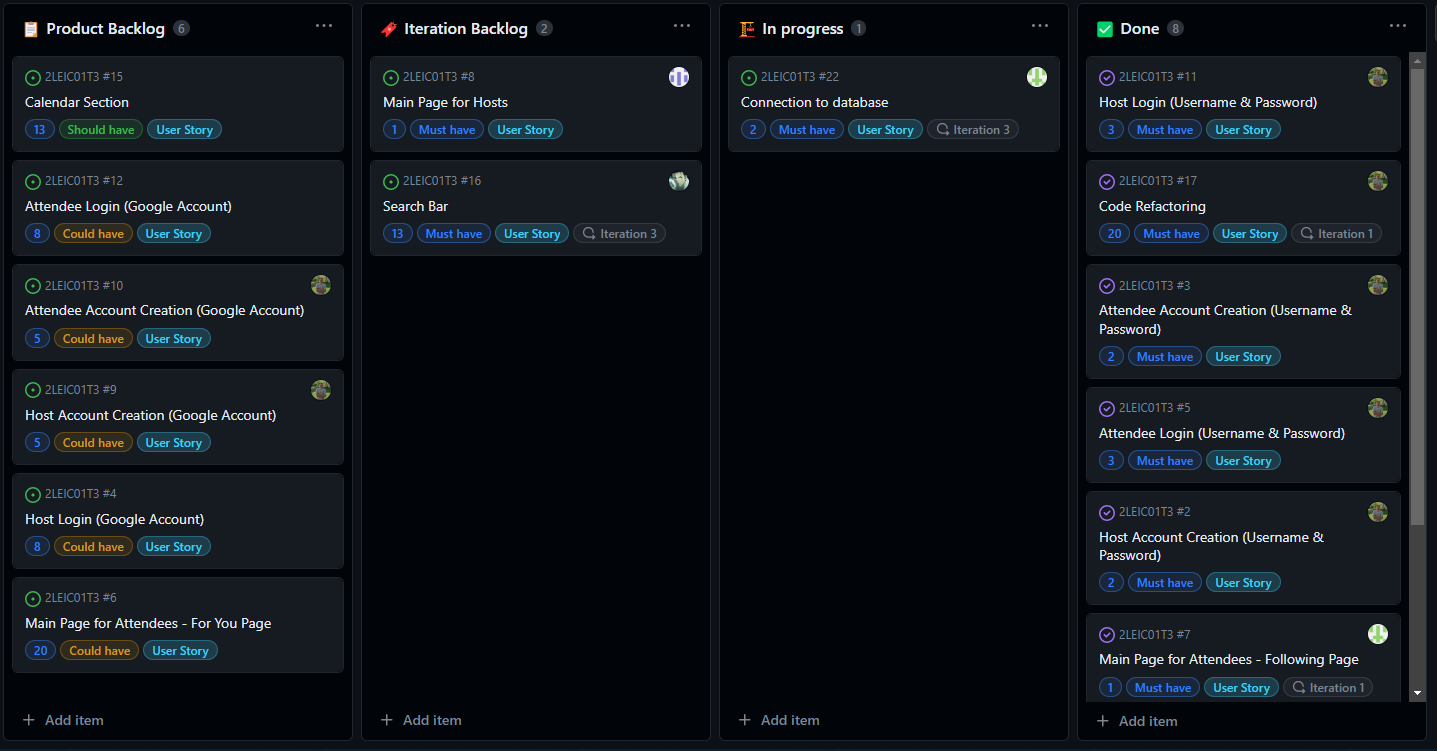 Product Backlog 6
2LEIC01T3 #15
Calendar Section
13 Should have User Story
2LEIC01T3 #12
Attendee Login (Google Account)
8 Could have User Story
2LEIC01T3 #10
Attendee Account Creation (Google Account)
5 Could have User Story
2LEIC01T3 #9
Host Account Creation (Google Account)
5 Could have User Story
2LEIC01T3 #4
Host Login (Google Account)
8 Could have User Story
2LEIC01T3 #6
Main Page for Attendees - For You Page
20 Could have User Story
+ Add item
Iteration Backlog 2
2LEIC01T3 #8
Main Page for Hosts
1 Must have User Story
2LEIC01T3 #16
Search Bar
13 Must have User Story Iteration 3
+ Add item
In progress 1
2LEIC01T3 #22
Connection to database
2 Must have User Story Iteration 3
+ Add item
Done 8
2LEIC01T3 #11
Host Login (Username & Password)
3 Must have User Story
2LEIC01T3 #17
Code Refactoring
20 Must have User Story Iteration 1
2LEIC01T3 #3
Attendee Account Creation (Username &
Password)
2 Must have User Story
2LEIC01T3 #5
Attendee Login (Username & Password)
3 Must have User Story
2LEIC01T3 #2
Host Account Creation (Username &
Password)
2 Must have User Story
2LEIC01T3 #7
Main Page for Attendees - Following Page
1 Must have User Story Iteration 1
+ Add item